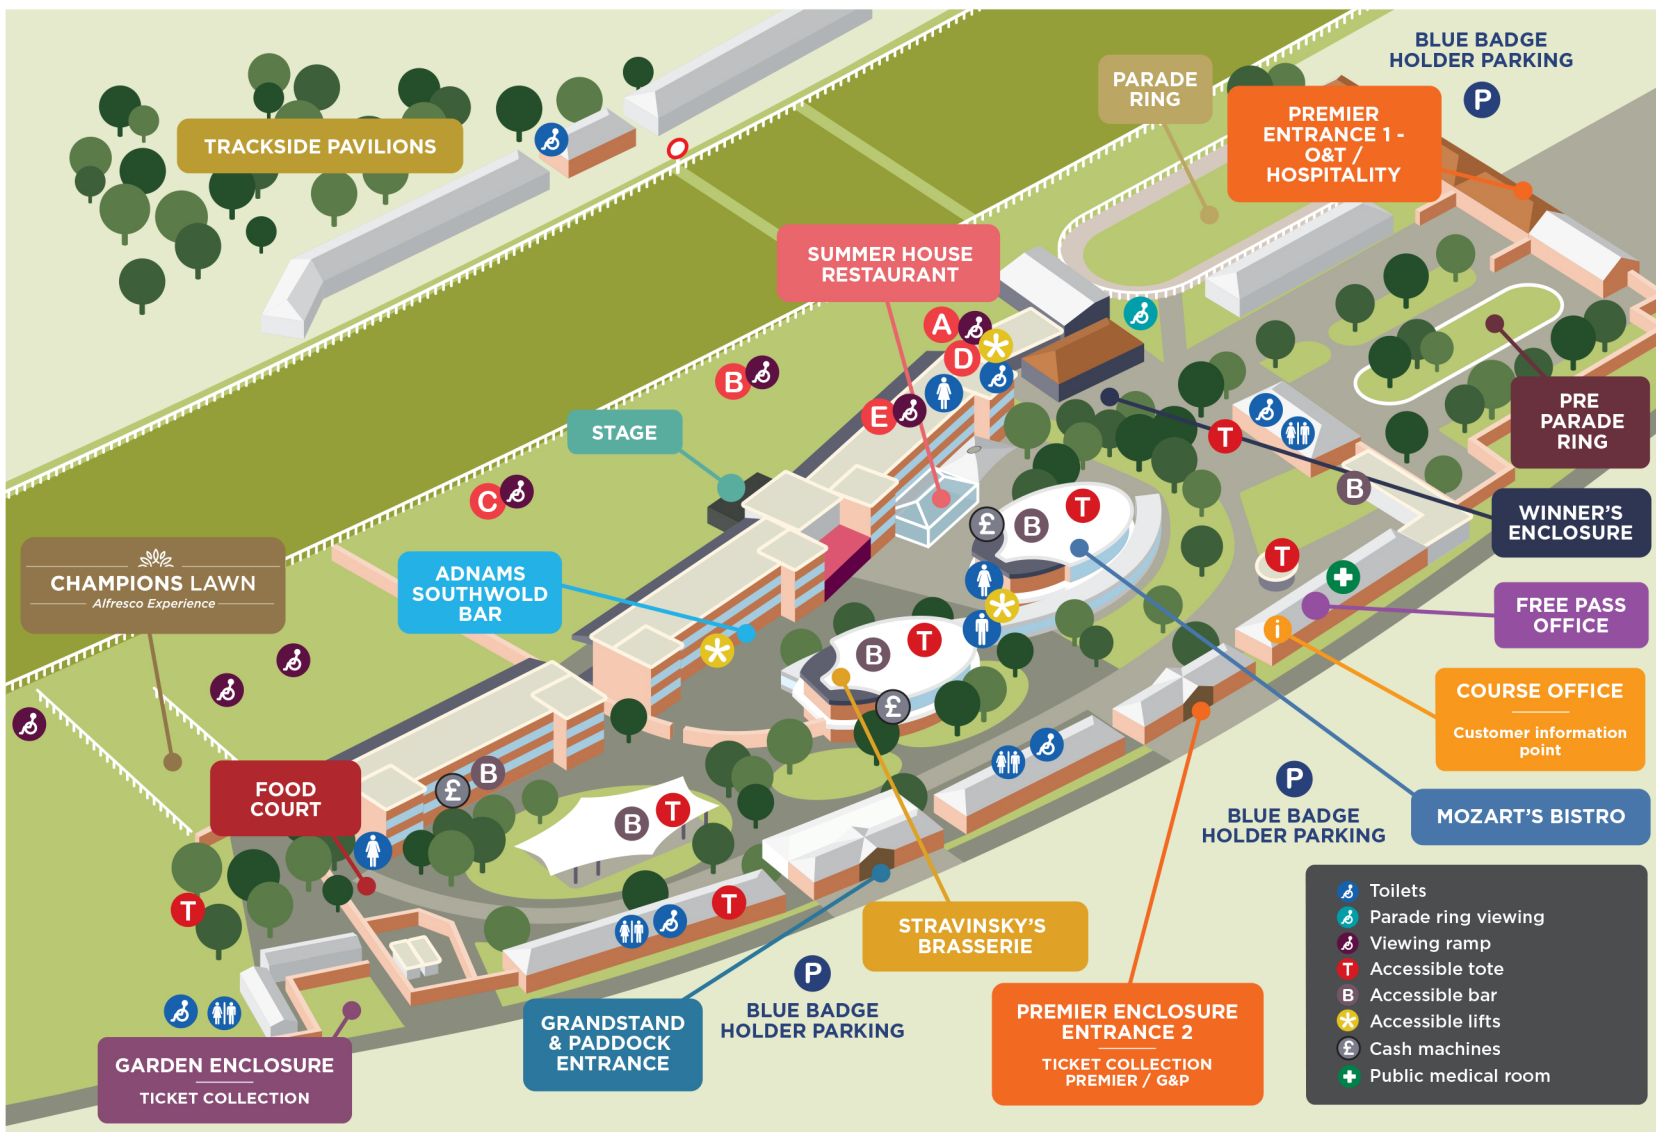 BLUE BADGE
HOLDER PARKING
P
PARADE
RING
PREMIER
ENTRANCE 1 -
O&T /
HOSPITALITY
TRACKSIDE PAVILIONS
SUMMER HOUSE
RESTAURANT
A
D
B
E
C
STAGE
PRE
PARADE
RING
T
B
WINNER'S
ENCLOSURE
£
B
T
T
CHAMPIONS LAWN
Alfresco Experience
ADNAMS
SOUTHWOLD
BAR
FREE PASS
OFFICE
i
B
T
£
COURSE OFFICE
Customer information
point
FOOD
COURT
£
B
B
T
P
BLUE BADGE
HOLDER PARKING
MOZART'S BISTRO
T
T
STRAVINSKY'S
BRASSERIE
P
BLUE BADGE
HOLDER PARKING
GRANDSTAND
& PADDOCK
ENTRANCE
PREMIER ENCLOSURE
ENTRANCE 2
TICKET COLLECTION
PREMIER / G&P
GARDEN ENCLOSURE
TICKET COLLECTION
Toilets
Parade ring viewing
Viewing ramp
T Accessible tote
B Accessible bar
Accessible lifts
£ Cash machines
Public medical room